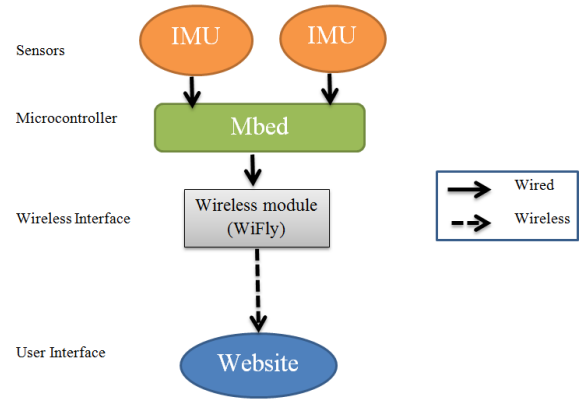 IMU
IMU
Sensors
Microcontroller
Mbed
Wireless Interface
Wireless module
(WiFly)
Wired
Wireless
User Interface
Website